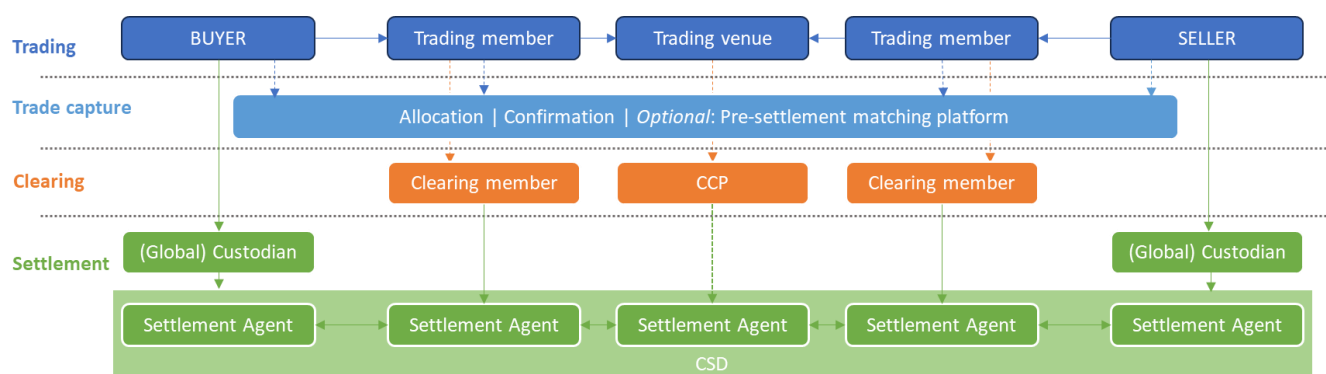 Trading
BUYER
Trading member
Trading venue
Trading member
SELLER
Trade capture
Allocation | Confirmation | Optional: Pre-settlement matching platform
Clearing
Clearing member
CCP
Clearing member
Settlement
(Global) Custodian
(Global) Custodian
Settlement Agent
Settlement Agent
Settlement Agent
Settlement Agent
Settlement Agent
CSD